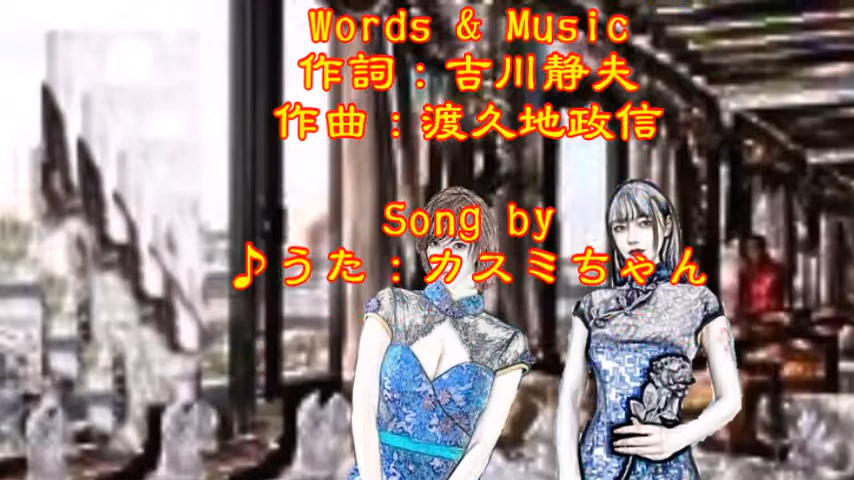 Words & Music
作詞：吉川静夫
作曲：渡久地政信
Song by
♪うた：カスミちゃん